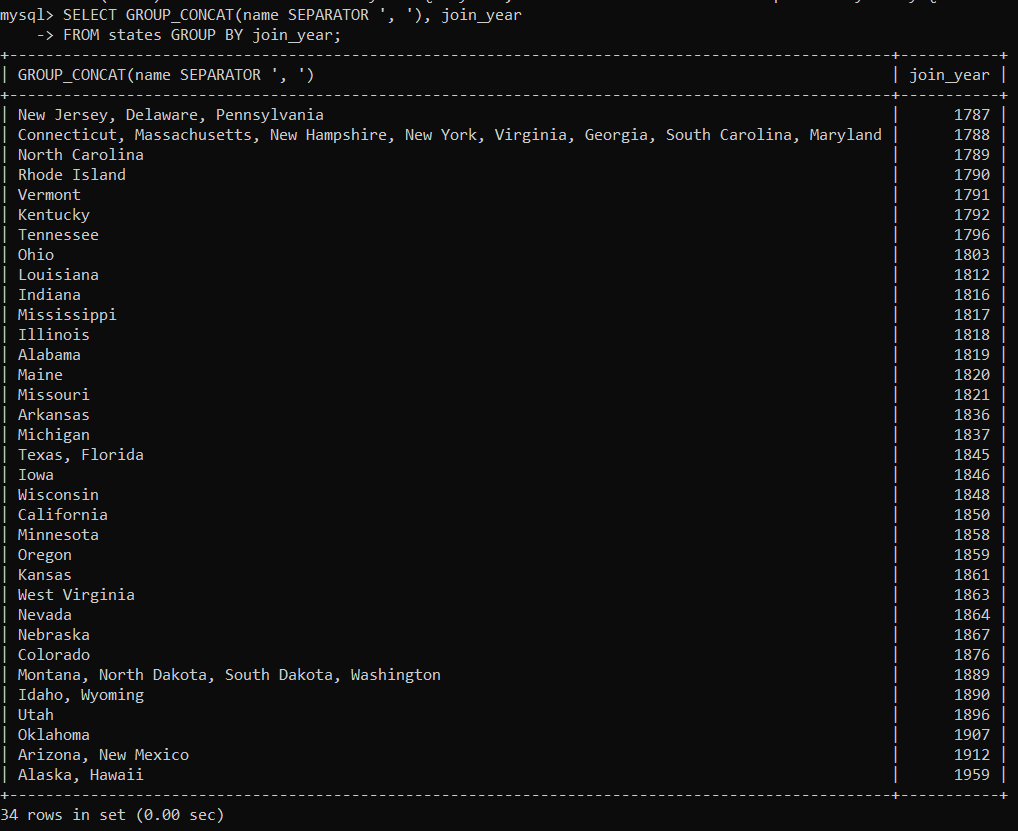 mysql> SELECT GROUP_CONCAT(name SEPARATOR ', '), join_year
    -> FROM states GROUP BY join_year;
+-------------------------------------------------------------------------------------------------+-----------+
| GROUP_CONCAT(name SEPARATOR ', ')                                                               | join_year |
+-------------------------------------------------------------------------------------------------+-----------+
| New Jersey, Delaware, Pennsylvania                                                              |      1787 |
| Connecticut, Massachusetts, New Hampshire, New York, Virginia, Georgia, South Carolina, Maryland |      1788 |
| North Carolina                                                                                  |      1789 |
| Rhode Island                                                                                    |      1790 |
| Vermont                                                                                         |      1791 |
| Kentucky                                                                                        |      1792 |
| Tennessee                                                                                       |      1796 |
| Ohio                                                                                            |      1803 |
| Louisiana                                                                                       |      1812 |
| Indiana                                                                                         |      1816 |
| Mississippi                                                                                     |      1817 |
| Illinois                                                                                        |      1818 |
| Alabama                                                                                         |      1819 |
| Maine                                                                                           |      1820 |
| Missouri                                                                                        |      1821 |
| Arkansas                                                                                        |      1836 |
| Michigan                                                                                        |      1837 |
| Texas, Florida                                                                                  |      1845 |
| Iowa                                                                                            |      1846 |
| Wisconsin                                                                                       |      1848 |
| California                                                                                      |      1850 |
| Minnesota                                                                                       |      1858 |
| Oregon                                                                                          |      1859 |
| Kansas                                                                                          |      1861 |
| West Virginia                                                                                   |      1863 |
| Nevada                                                                                          |      1864 |
| Nebraska                                                                                        |      1867 |
| Colorado                                                                                        |      1876 |
| Montana, North Dakota, South Dakota, Washington                                                 |      1889 |
| Idaho, Wyoming                                                                                  |      1890 |
| Utah                                                                                            |      1896 |
| Oklahoma                                                                                        |      1907 |
| Arizona, New Mexico                                                                             |      1912 |
| Alaska, Hawaii                                                                                  |      1959 |
+-------------------------------------------------------------------------------------------------+-----------+
34 rows in set (0.00 sec)